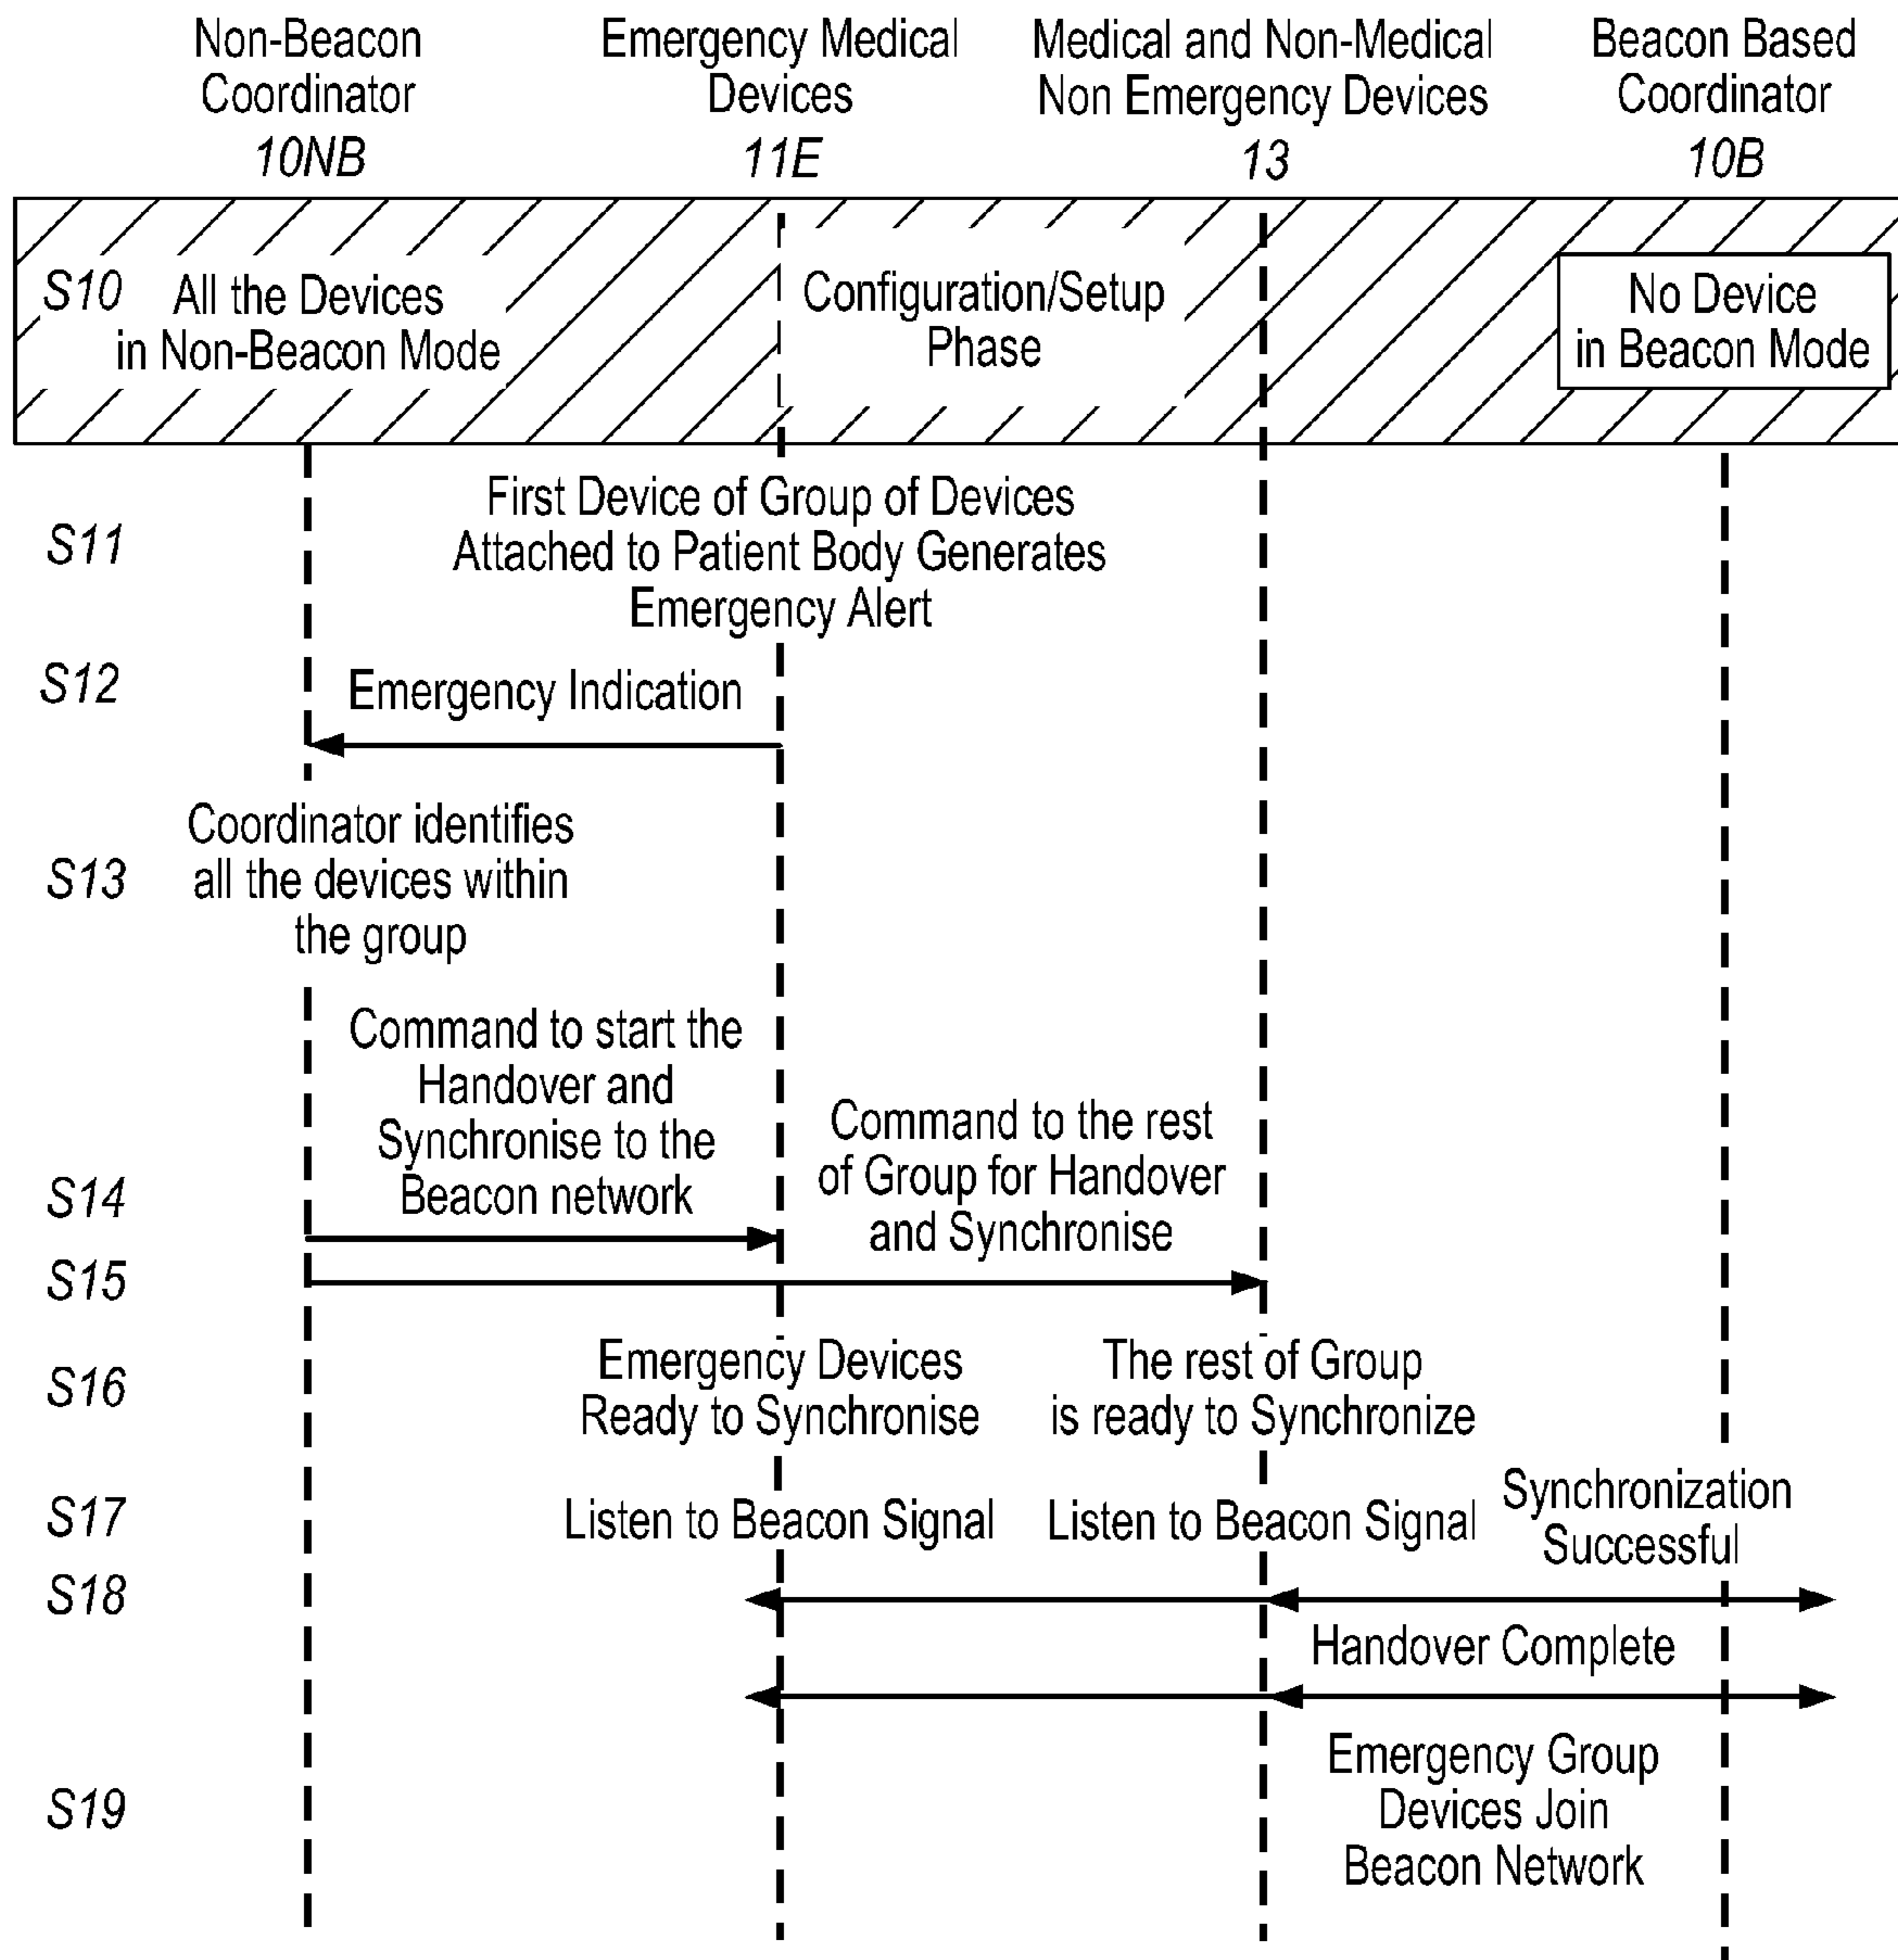 Non-Beacon
Coordinator
10NB
Emergency Medical
Devices
11E
Medical and Non-Medical
Non Emergency Devices
13
Beacon Based
Coordinator
10B
S10
All the Devices
in Non-Beacon Mode
Configuration/Setup
Phase
No Device
in Beacon Mode
S11
First Device of Group of Devices
Attached to Patient Body Generates
Emergency Alert
S12
Emergency Indication
S13
Coordinator identifies
all the devices within
the group
S14
Command to start the
Handover and
Synchronise to the
Beacon network
S15
Command to the rest
of Group for Handover
and Synchronise
S16
Emergency Devices
Ready to Synchronise
The rest of Group
is ready to Synchronize
S17
Listen to Beacon Signal
Listen to Beacon Signal
Synchronization
Successful
S18
Handover Complete
S19
Emergency Group
Devices Join
Beacon Network